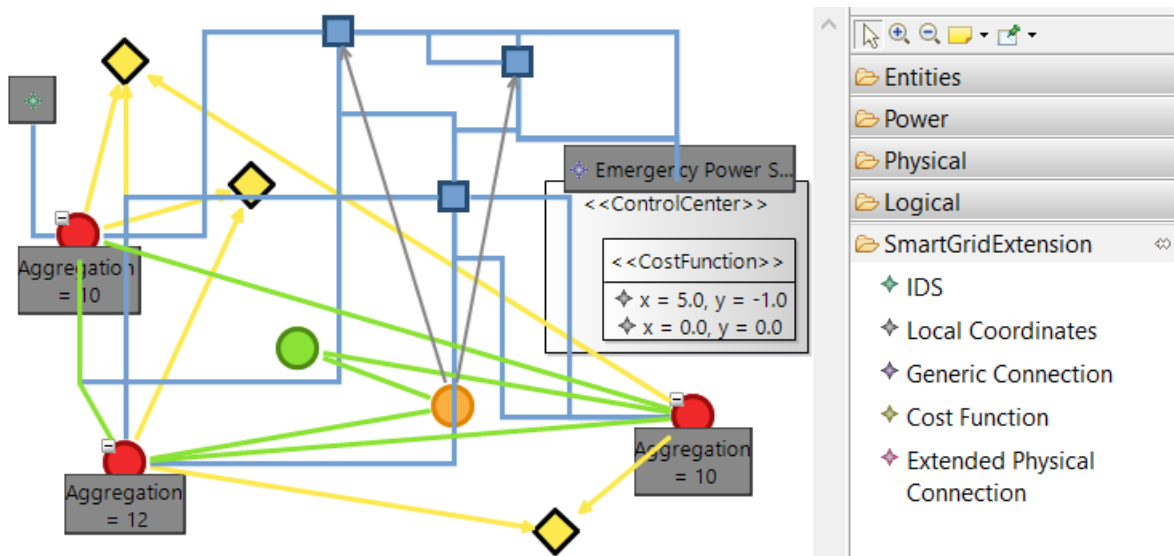 Emergency Power S...
<<ControlCenter>>
<<CostFunction>>
x = 5.0, y = -1.0
x = 0.0, y = 0.0
Aggregation
= 10
Aggregation
= 12
Aggregation
= 10
Entities
Power
Physical
Logical
SmartGridExtension
IDS
Local Coordinates
Generic Connection
Cost Function
Extended Physical
Connection